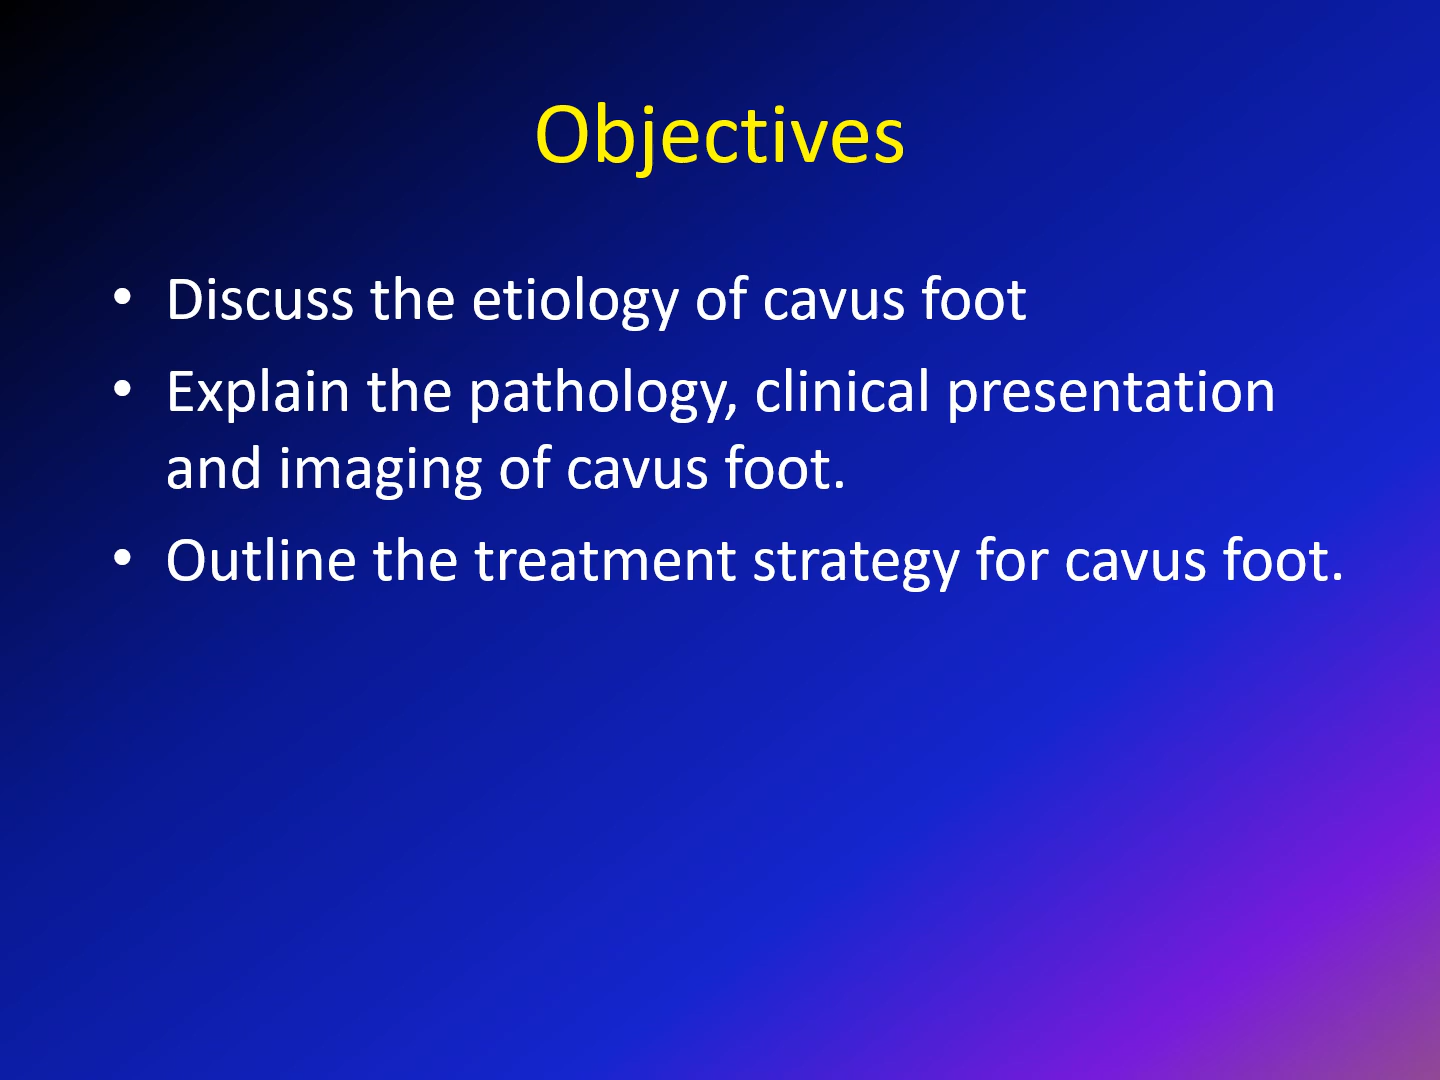 Objectives
• Discuss the etiology of cavus foot
• Explain the pathology, clinical presentation
and imaging of cavus foot.
• Outline the treatment strategy for cavus foot.